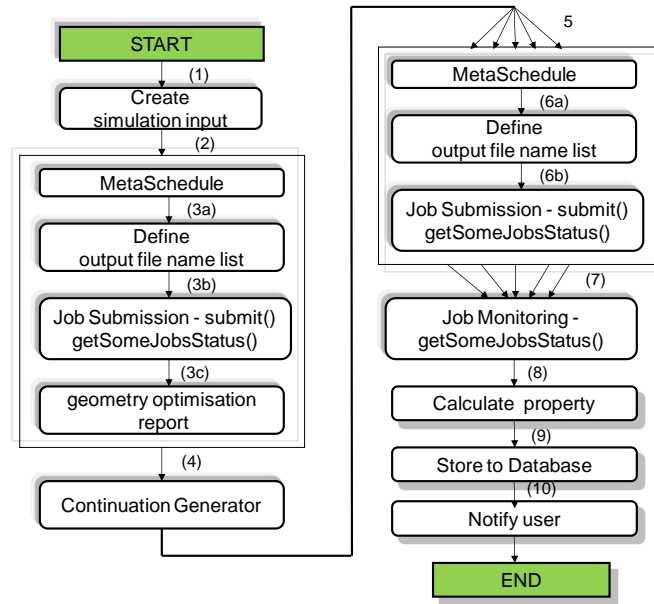 START
(1)
Create
simulation input
(2)
MetaSchedule
(3a)
Define
output file name list
(3b)
Job Submission - submit()
getSomeJobsStatus()
(3c)
geometry optimisation
report
(4)
Continuation Generator
5
MetaSchedule
(6a)
Define
output file name list
(6b)
Job Submission - submit()
getSomeJobsStatus()
(7)
Job Monitoring -
getSomeJobsStatus()
(8)
Calculate property
(9)
Store to Database
(10)
Notify user
END